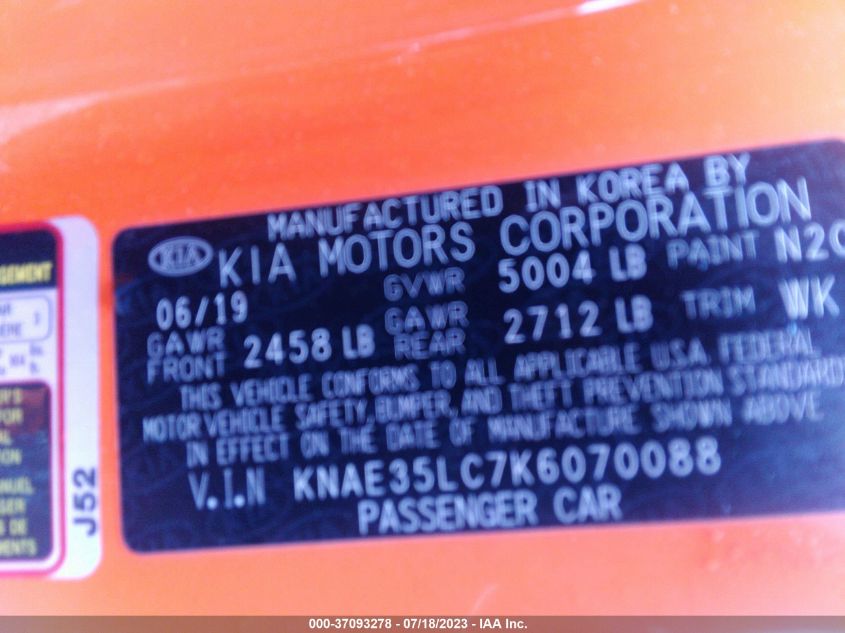 MANUFACTURED IN KOREA BY
KIA KIA MOTORS CORPORATION
06/19 GVWR 5004 LB PAINT N2C
GAWR FRONT 2458 LB GAWR REAR 2712 LB TRIM WK
THIS VEHICLE CONFORMS TO ALL APPLICABLE U.S.A. FEDERAL
MOTOR VEHICLE SAFETY, BUMPER, AND THEFT PREVENTION STANDARDS
IN EFFECT ON THE DATE OF MANUFACTURE SHOWN ABOVE
V.I.N KNAE35LC7K6070088
PASSENGER CAR
J52
000-37093278 - 07/18/2023 - IAA Inc.